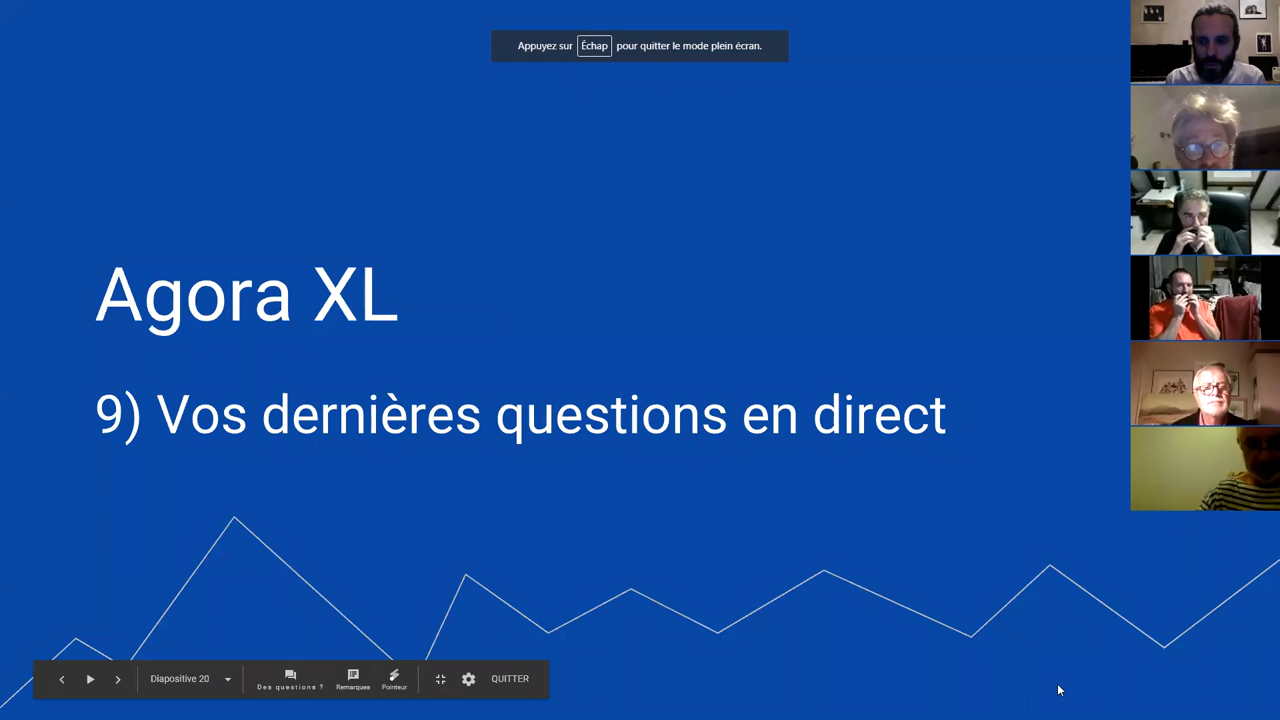 Appuyez sur Échap pour quitter le mode plein écran.
Agora XL
9) Vos dernières questions en direct
Diapositive 20
Des questions ?
Remarques
Pointeur
QUITTER